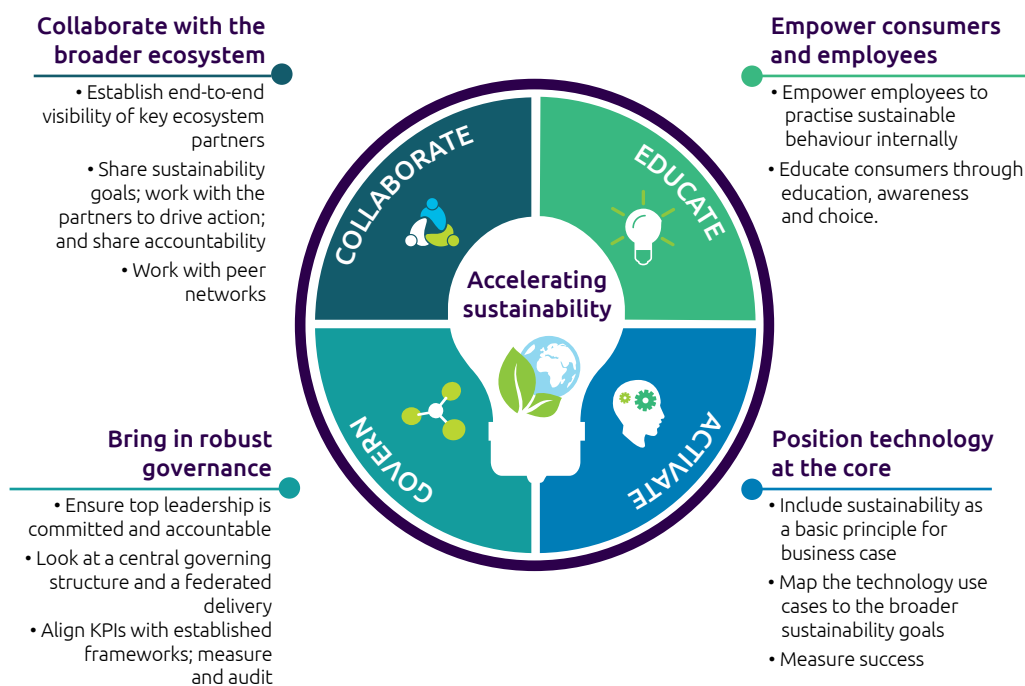 Collaborate with the
broader ecosystem
• Establish end-to-end
visibility of key ecosystem
partners
• Share sustainability
goals; work with the
partners to drive action;
and share accountability
• Work with peer
networks
Empower consumers
and employees
• Empower employees to
practise sustainable
behaviour internally
• Educate consumers through
education, awareness
and choice.
COLLABORATE
EDUCATE
Accelerating
sustainability
GOVERN
ACTIVATE
Bring in robust
governance
• Ensure top leadership is
committed and accountable
• Look at a central governing
structure and a federated
delivery
• Align KPIs with established
frameworks; measure
and audit
Position technology
at the core
• Include sustainability as
a basic principle for
business case
• Map the technology use
cases to the broader
sustainability goals
• Measure success